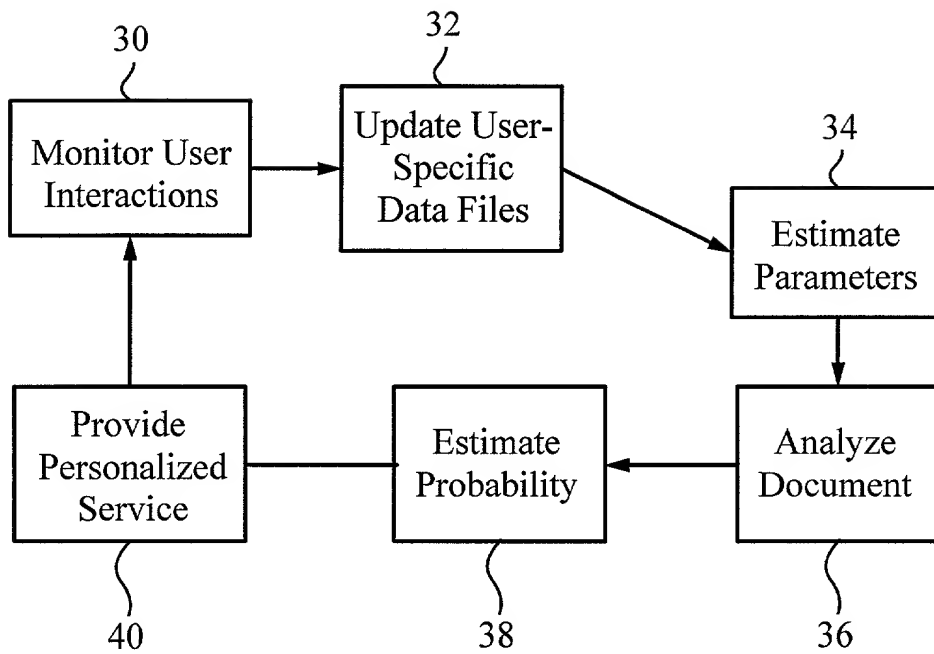 30
Monitor User
Interactions
32
Update User-
Specific
Data Files
34
Estimate
Parameters
Provide
Personalized
Service
40
Estimate
Probability
38
Analyze
Document
36